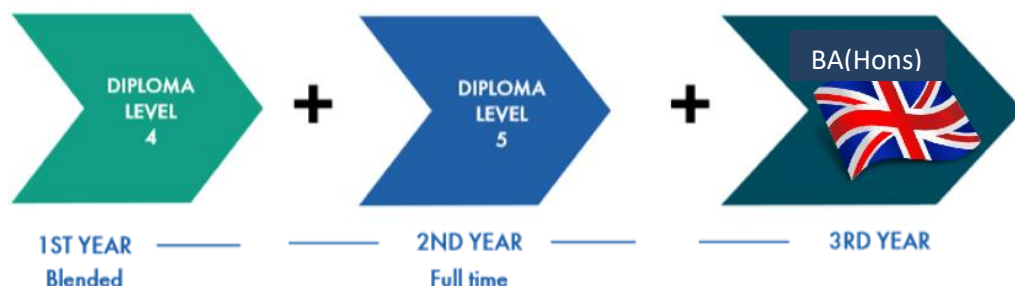 DIPLOMA
LEVEL
4
+
DIPLOMA
LEVEL
5
+
BA(Hons)
1ST YEAR
Blended
2ND YEAR
Full time
3RD YEAR